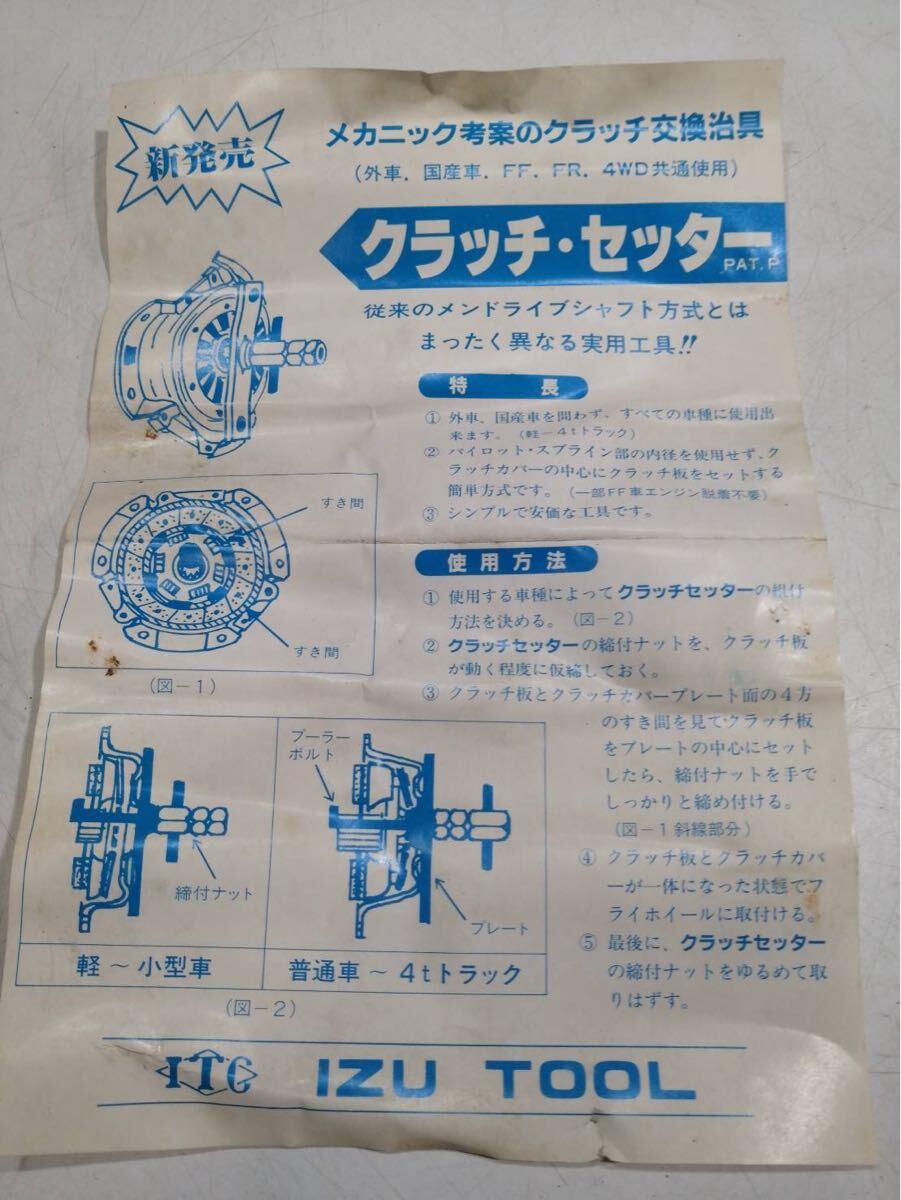 新発売
メカニック考案のクラッチ交換治具
(外車．国産車．FF．FR．4WD共通使用)
クラッチ・セッター
PAT.P
従来のメンドライブシャフト方式とは
まったく異なる実用工具!!
特長
① 外車、国産車を問わず、すべての車種に使用出
来ます。(軽－4tトラック)
② パイロット・スプライン部の内径を使用せず、ク
ラッチカバーの中心にクラッチ板をセットする
簡単方式です。(一部FF車エンジン脱着不要)
③ シンプルで安価な工具です。
すき間
すき間
(図－1)
使用方法
① 使用する車種によってクラッチセッターの組付
方法を決める。(図－2)
② クラッチセッターの締付ナットを、クラッチ板
が動く程度に仮締しておく。
③ クラッチ板とクラッチカバープレート面の4方
のすき間を見てクラッチ板
をプレートの中心にセット
したら、締付ナットを手で
しっかりと締め付ける。
(図－1斜線部分)
④ クラッチ板とクラッチカバ
ーが一体になった状態でフ
ライホイールに取付ける。
⑤ 最後に、クラッチセッター
の締付ナットをゆるめて取
りはずす。
締付ナット
軽～小型車
プーラー
ボルト
プレート
普通車～4tトラック
(図－2)
ITC IZU TOOL